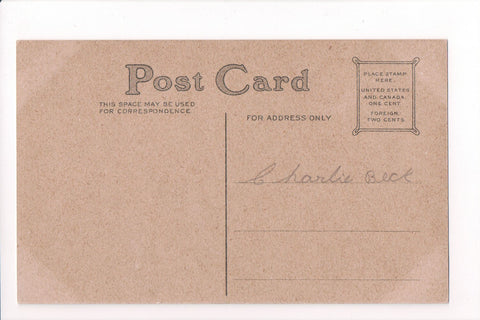 Post Card
THIS SPACE MAY BE USED
FOR CORRESPONDENCE.
FOR ADDRESS ONLY
PLACE STAMP
HERE.
UNITED STATES
AND CANADA,
ONE CENT
FOREIGN,
TWO CENTS
Charlie Beck